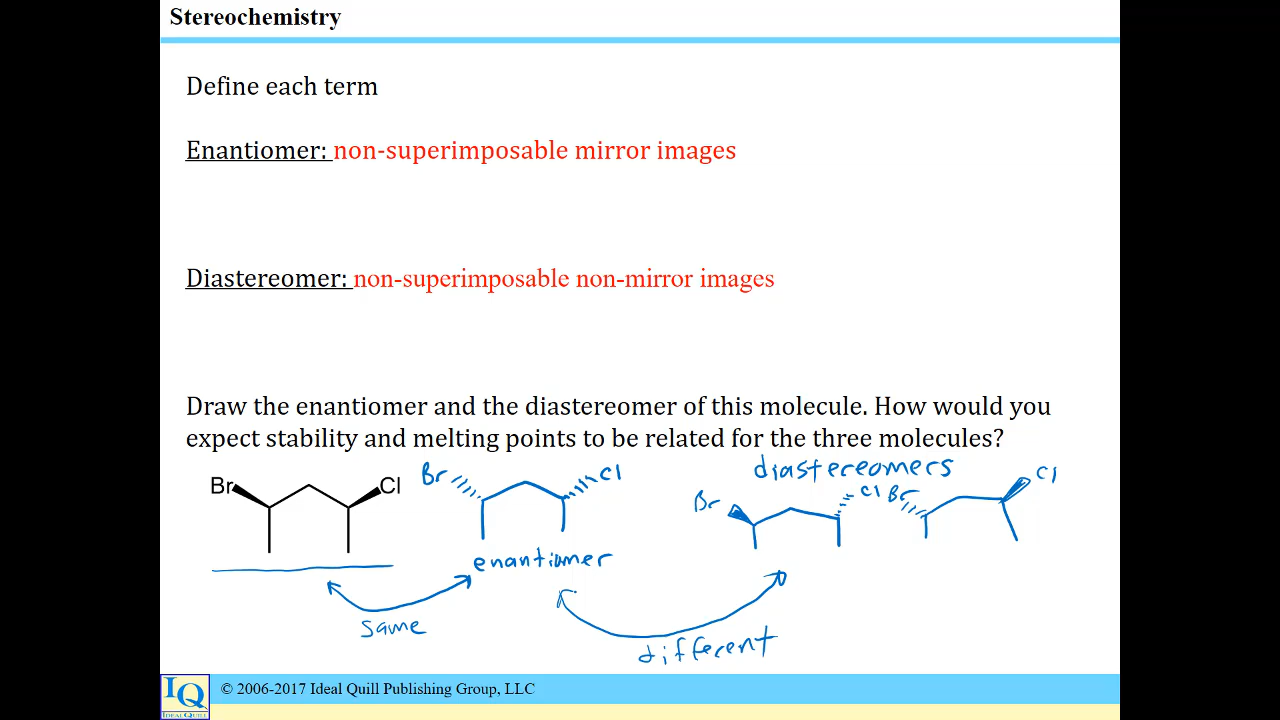 Stereochemistry
Define each term
Enantiomer: non-superimposable mirror images
Diastereomer: non-superimposable non-mirror images
Draw the enantiomer and the diastereomer of this molecule. How would you
expect stability and melting points to be related for the three molecules?
Br Cl
Br Cl
enantiomer
diastereomers
Br Cl
Br Cl
same
different
IQ
IDEAL QUILL
© 2006-2017 Ideal Quill Publishing Group, LLC